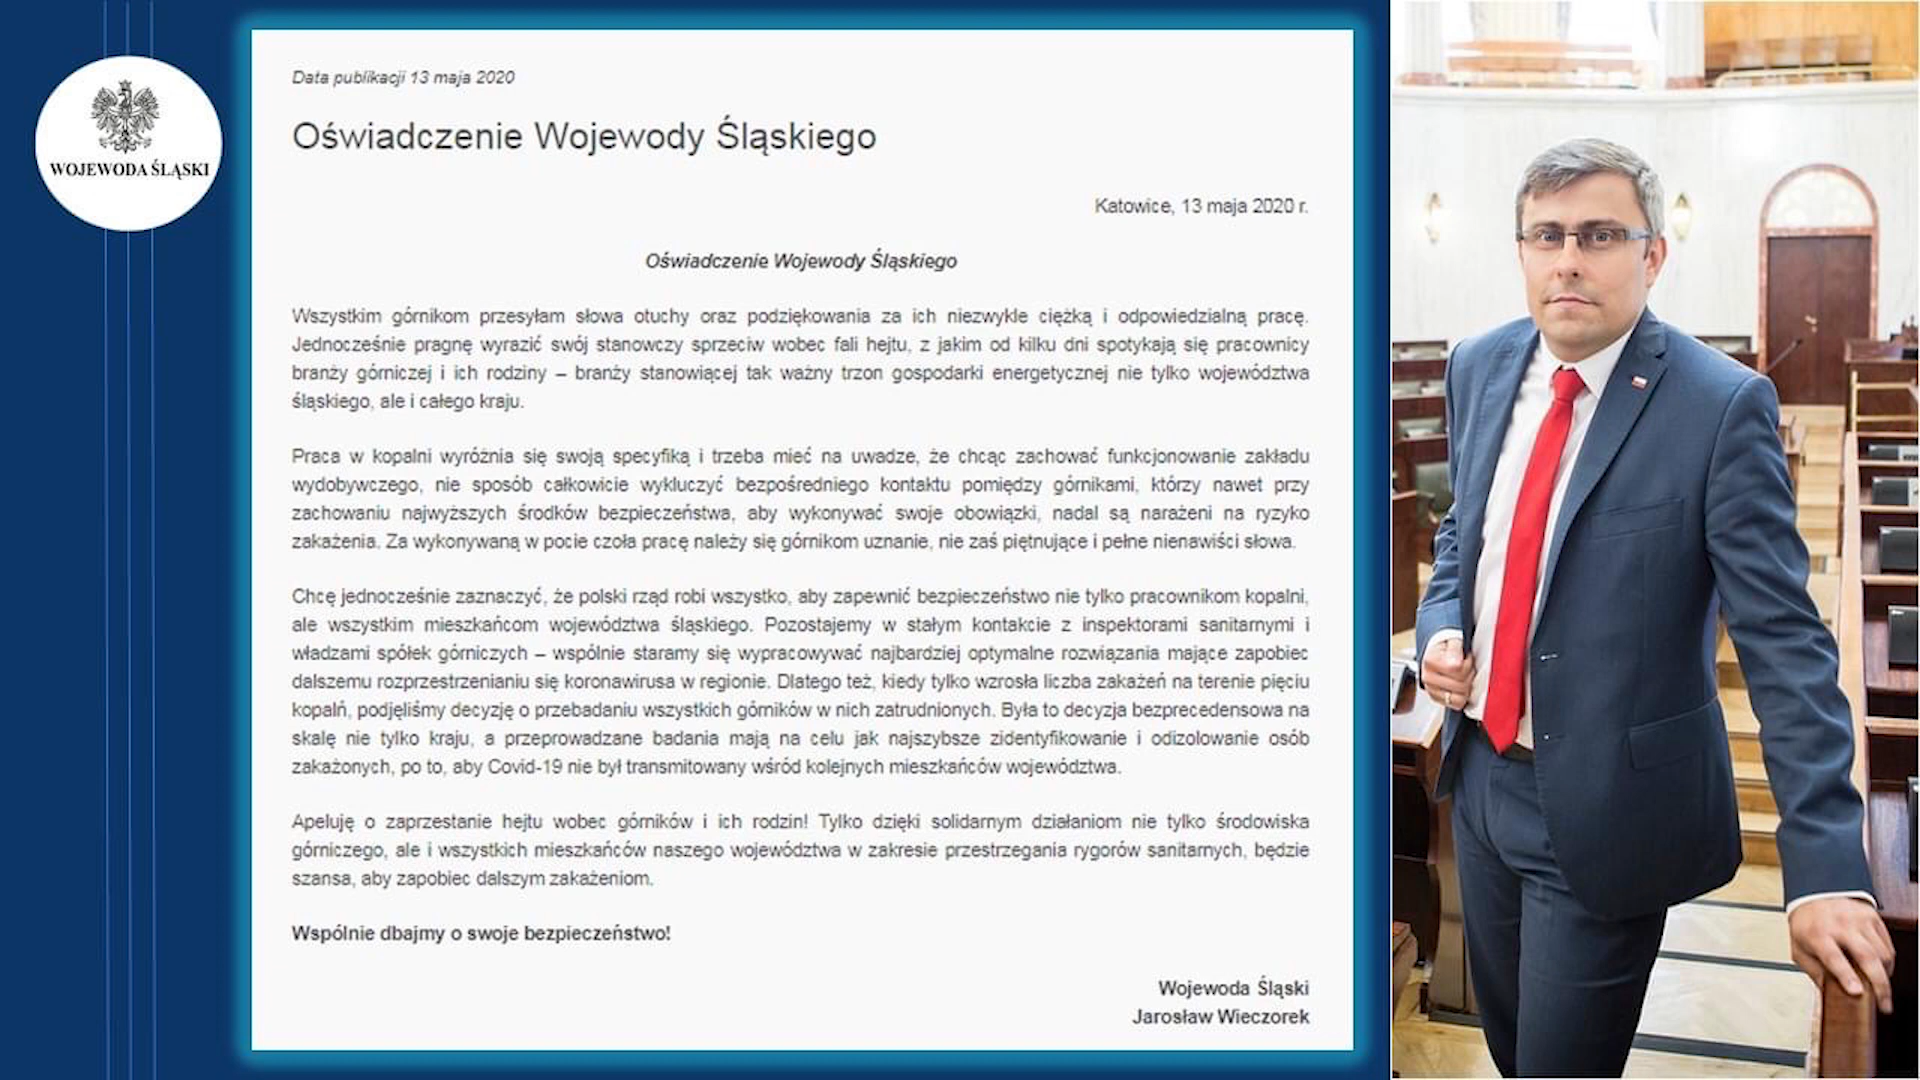 WOJEWODA ŚLĄSKI
Data publikacji 13 maja 2020
Oświadczenie Wojewody Śląskiego
Katowice, 13 maja 2020 r.
Oświadczenie Wojewody Śląskiego
Wszystkim górnikom przesyłam słowa otuchy oraz podziękowania za ich niezwykle ciężką i odpowiedzialną pracę.
Jednocześnie pragnę wyrazić swój stanowczy sprzeciw wobec fali hejtu, z jakim od kilku dni spotykają się pracownicy
branży górniczej i ich rodziny – branży stanowiącej tak ważny trzon gospodarki energetycznej nie tylko województwa
śląskiego, ale i całego kraju.
Praca w kopalni wyróżnia się swoją specyfiką i trzeba mieć na uwadze, że chcąc zachować funkcjonowanie zakładu
wydobywczego, nie sposób całkowicie wykluczyć bezpośredniego kontaktu pomiędzy górnikami, którzy nawet przy
zachowaniu najwyższych środków bezpieczeństwa, aby wykonywać swoje obowiązki, nadal są narażeni na ryzyko
zakażenia. Za wykonywaną w pocie czoła pracę należy się górnikom uznanie, nie zaś piętnujące i pełne nienawiści słowa.
Chcę jednocześnie zaznaczyć, że polski rząd robi wszystko, aby zapewnić bezpieczeństwo nie tylko pracownikom kopalni,
ale wszystkim mieszkańcom województwa śląskiego. Pozostajemy w stałym kontakcie z inspektorami sanitarnymi i
władzami spółek górniczych – wspólnie staramy się wypracowywać najbardziej optymalne rozwiązania mające zapobiec
dalszemu rozprzestrzenianiu się koronawirusa w regionie. Dlatego też, kiedy tylko wzrosła liczba zakażeń na terenie pięciu
kopalń, podjęliśmy decyzję o przebadaniu wszystkich górników w nich zatrudnionych. Była to decyzja bezprecedensowa na
skalę nie tylko kraju, a przeprowadzane badania mają na celu jak najszybsze zidentyfikowanie i odizolowanie osób
zakażonych, po to, aby Covid-19 nie był transmitowany wśród kolejnych mieszkańców województwa.
Apeluję o zaprzestanie hejtu wobec górników i ich rodzin! Tylko dzięki solidarnym działaniom nie tylko środowiska
górniczego, ale i wszystkich mieszkańców naszego województwa w zakresie przestrzegania rygorów sanitarnych, będzie
szansa, aby zapobiec dalszym zakażeniom.
Wspólnie dbajmy o swoje bezpieczeństwo!
Wojewoda Śląski
Jarosław Wieczorek